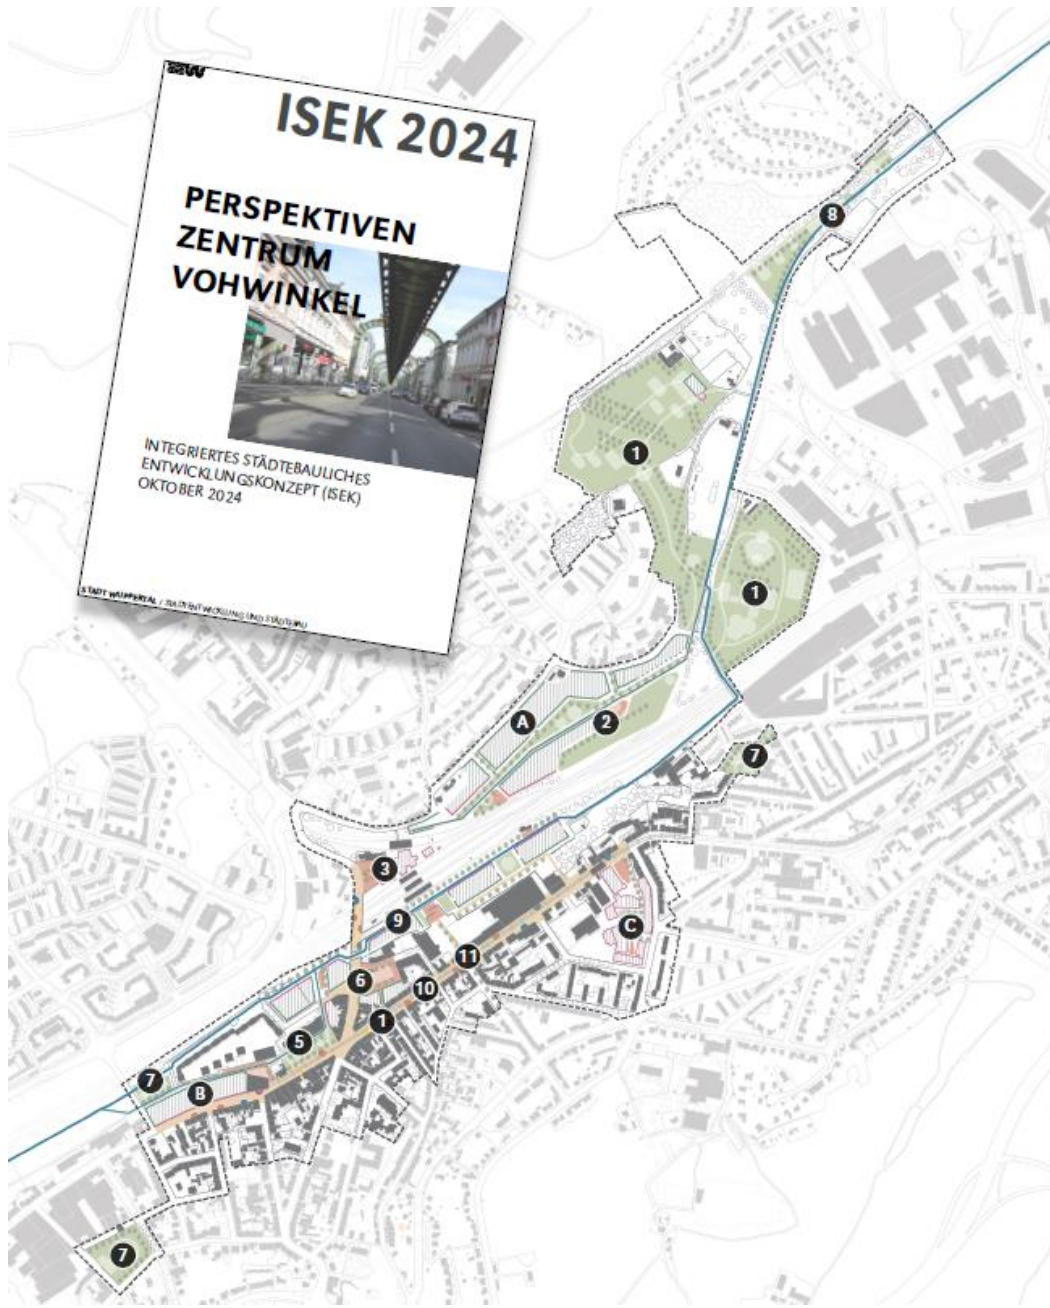 ISEK 2024
PERSPEKTIVEN
ZENTRUM
VOHWINKEL
INTEGRIERTES STÄDTEBAULICHES
ENTWICKLUNGSKONZEPT (ISEK)
OKTOBER 2024
STADT WUPPERTAL / STADTENTWICKLUNG UND STÄDTEBAU
8
1
1
A
2
7
3
9
C
11
6
10
1
5
7
B
7